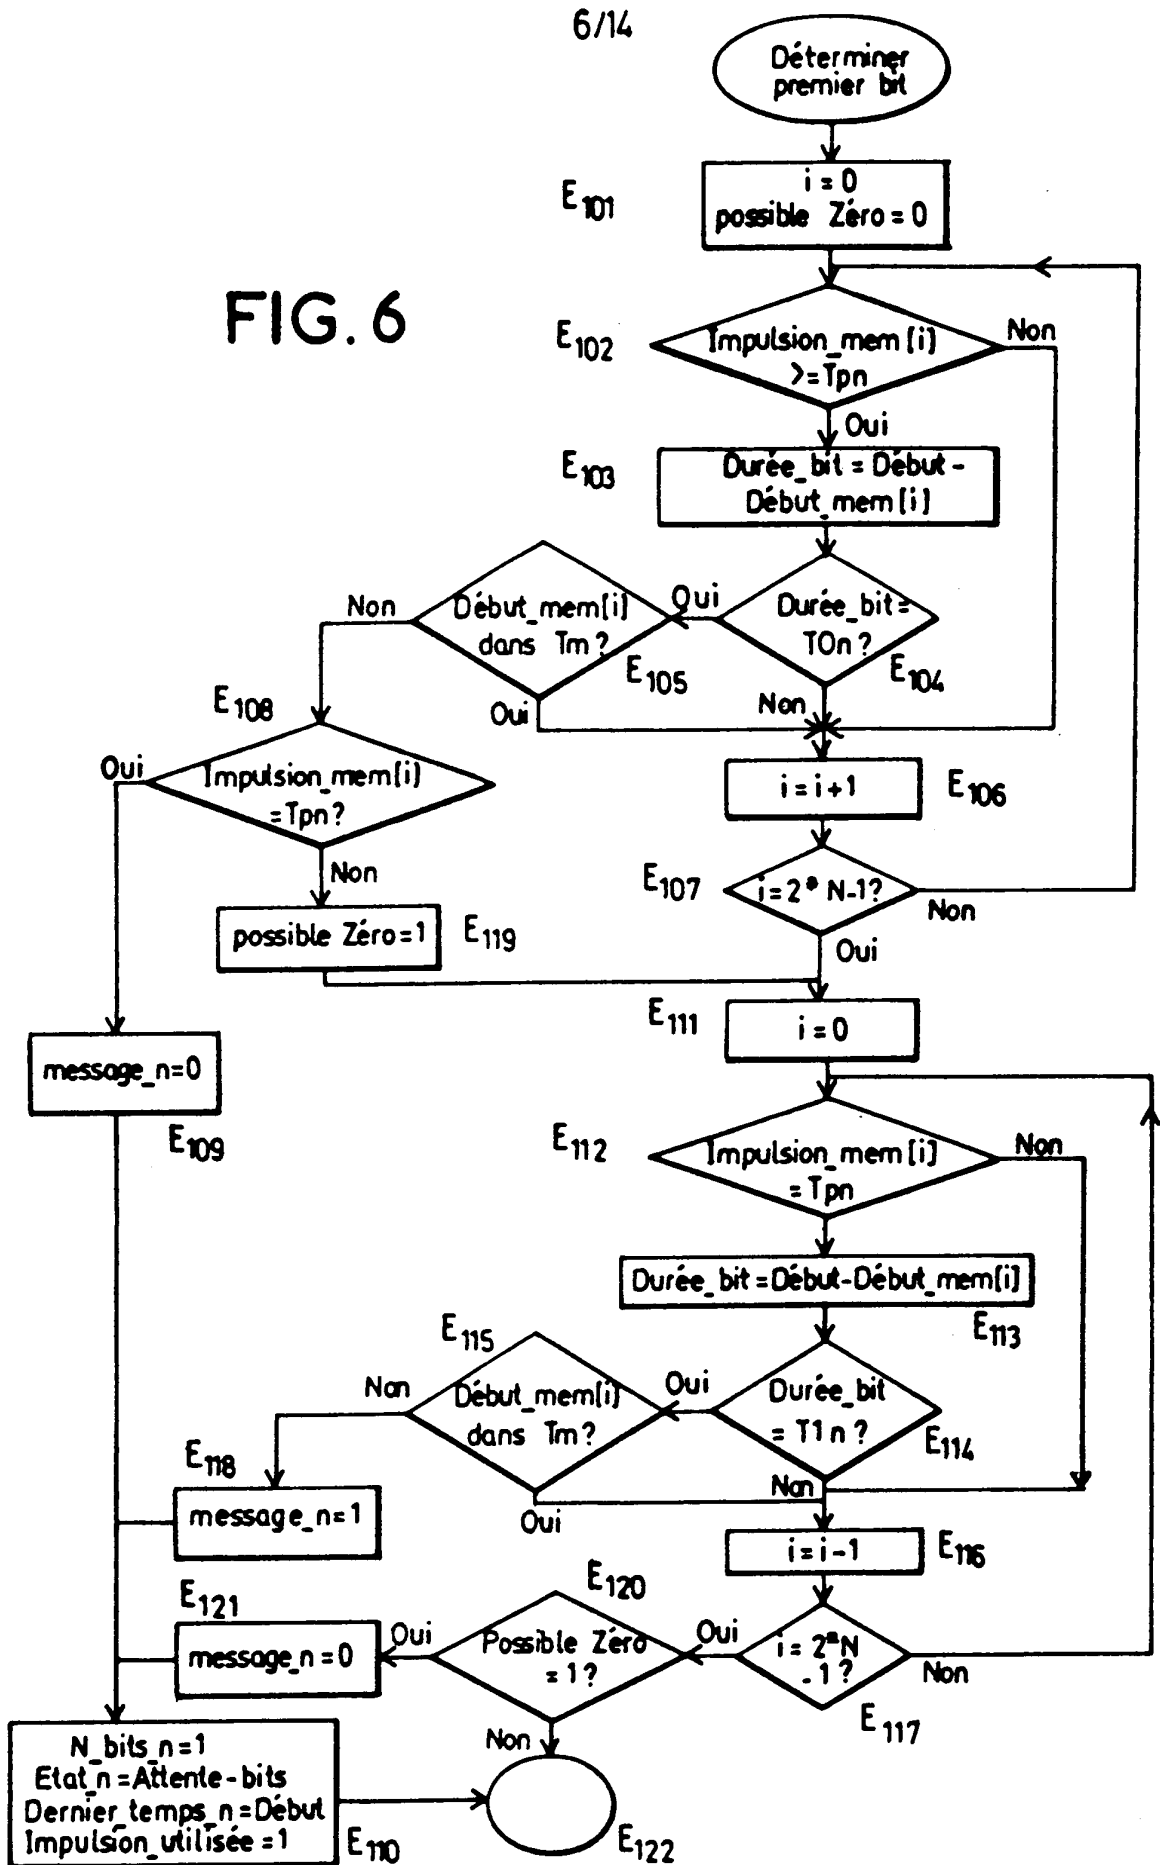 6/14
Déterminer
premier bit
E101
i = 0
possible Zéro = 0
FIG. 6
E102
Impulsion_mem [i]
>=Tpn
Non
Oui
E103
Durée_bit = Début -
Début_mem [i]
Non
Début_mem[i]
dans Tm ?
Oui
Durée_bit =
T0n ?
E105
E104
E108
Oui
Non
Oui
Impulsion_mem[i]
=Tpn?
i = i+1
E106
Non
E107
i = 2* N-1?
Non
possible Zéro=1
E119
Oui
E111
i = 0
message_n=0
E109
E112
Impulsion_mem [i]
= Tpn
Non
Durée_bit =Début-Début_mem[i]
E113
E115
Non
Début_mem[i]
dans Tm ?
Oui
Durée_bit
= T1n ?
E114
E118
Non
Oui
message_n=1
i = i-1
E116
E120
E121
message_n = 0
Oui
Possible Zéro
= 1 ?
Oui
i = 2*N
-1 ?
Non
E117
Non
N_bits_n=1
Etat_n=Attente-bits
Dernier_temps_n=Début
Impulsion_utilisée =1
E110
E122